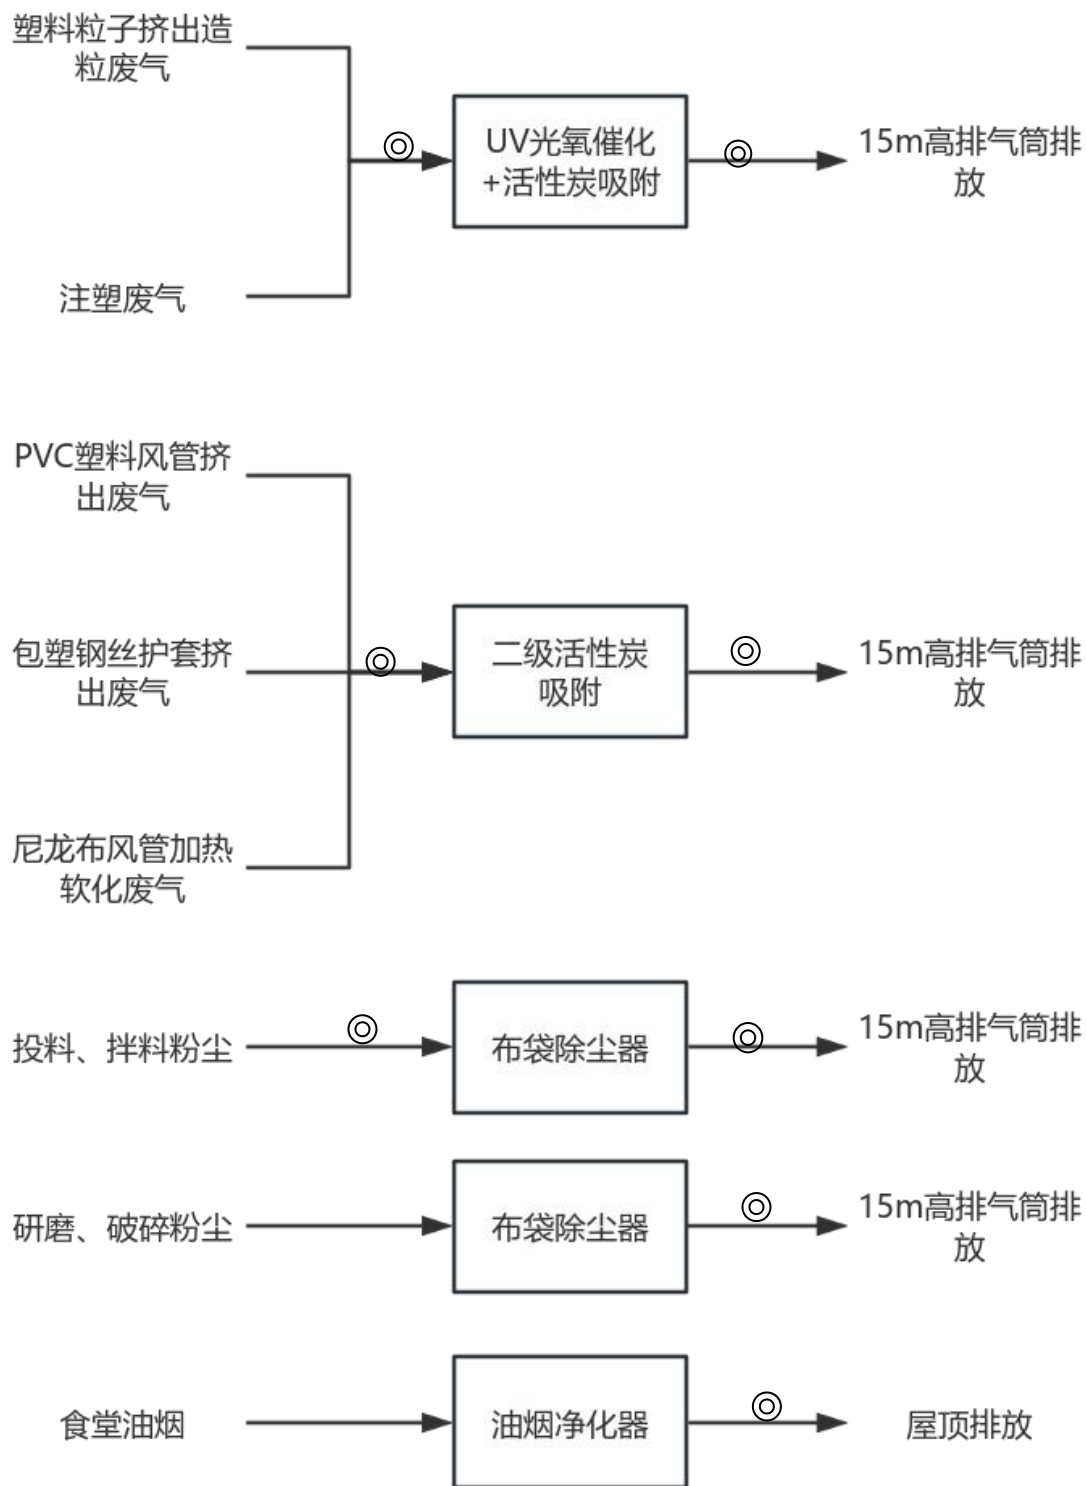 塑料粒子挤出造
粒废气
UV光氧催化
+活性炭吸附
15m高排气筒排
放
注塑废气
PVC塑料风管挤
出废气
包塑钢丝护套挤
出废气
二级活性炭
吸附
15m高排气筒排
放
尼龙布风管加热
软化废气
投料、拌料粉尘
布袋除尘器
15m高排气筒排
放
研磨、破碎粉尘
布袋除尘器
15m高排气筒排
放
食堂油烟
油烟净化器
屋顶排放